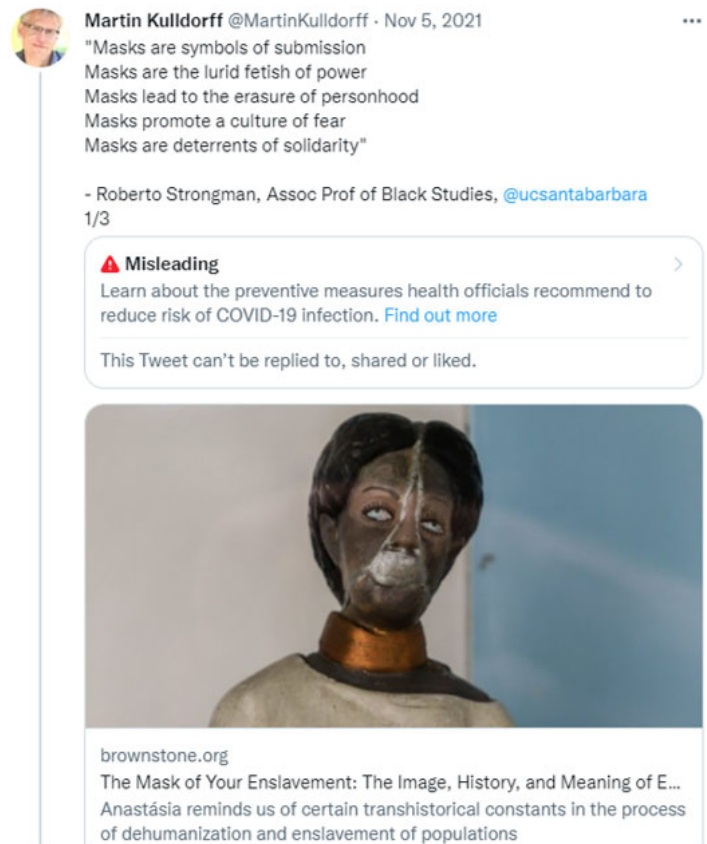 Martin Kulldorff @MartinKulldorff · Nov 5, 2021
"Masks are symbols of submission
Masks are the lurid fetish of power
Masks lead to the erasure of personhood
Masks promote a culture of fear
Masks are deterrents of solidarity"
- Roberto Strongman, Assoc Prof of Black Studies, @ucsantabarbara
1/3
Misleading
Learn about the preventive measures health officials recommend to
reduce risk of COVID-19 infection. Find out more
This Tweet can't be replied to, shared or liked.
brownstone.org
The Mask of Your Enslavement: The Image, History, and Meaning of E...
Anastásia reminds us of certain transhistorical constants in the process
of dehumanization and enslavement of populations